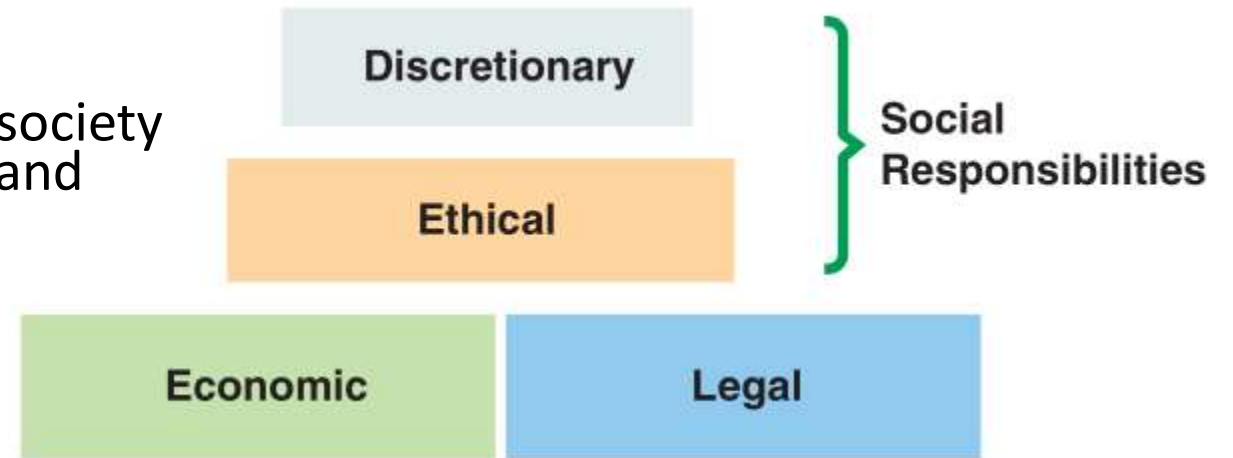 Discretionary
society
and
Social
Responsibilities
Ethical
Economic
Legal